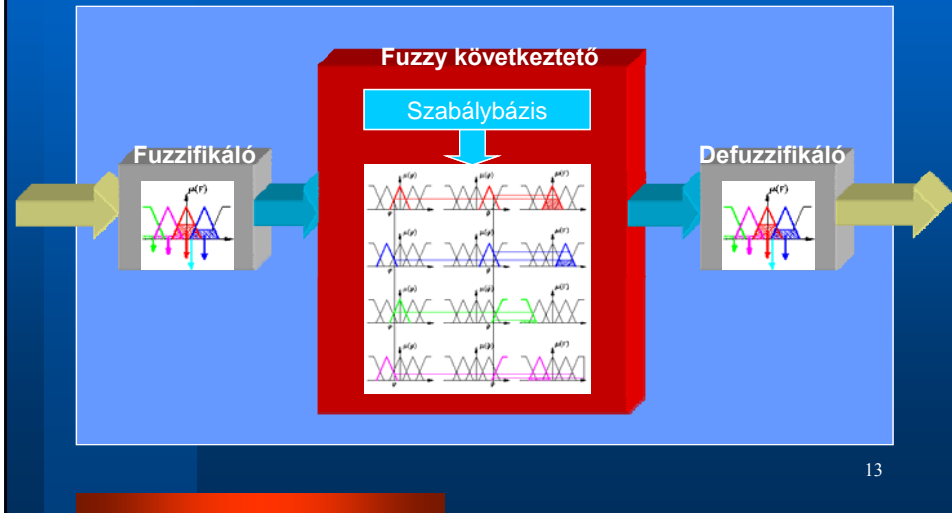 Fuzzy következtető
Szabálybázis
Fuzzifikáló
Defuzzifikáló
μ(F)
μ(F)
13